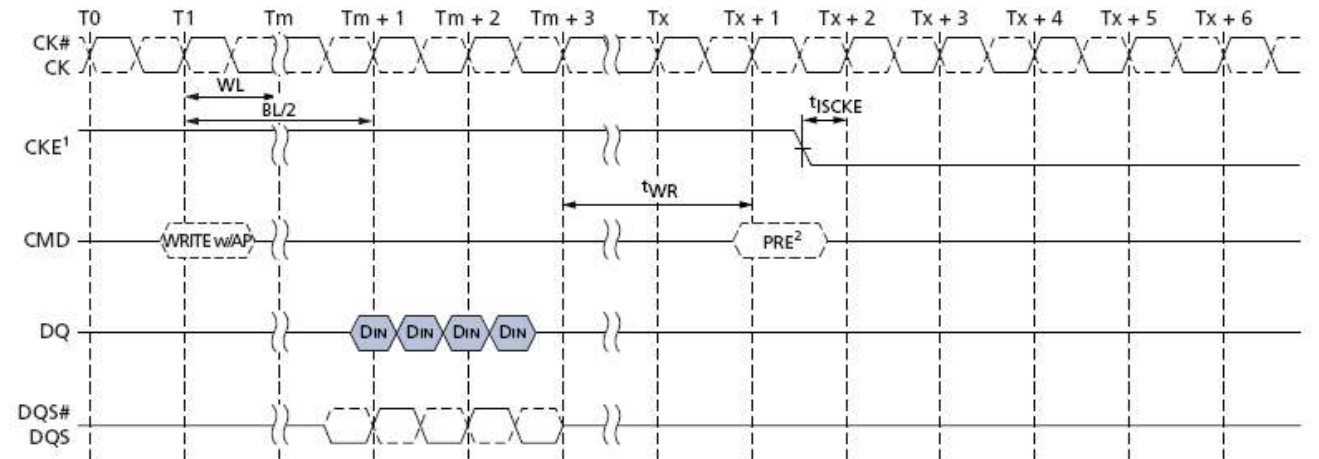 T0 T1 Tm Tm + 1 Tm + 2 Tm + 3 Tx Tx + 1 Tx + 2 Tx + 3 Tx + 4 Tx + 5 Tx + 6
CK#
CK
WL
BL/2
tISCKE
CKE1
tWR
CMD WRITE w/AP PRE2
DQ DIN DIN DIN DIN
DQS#
DQS